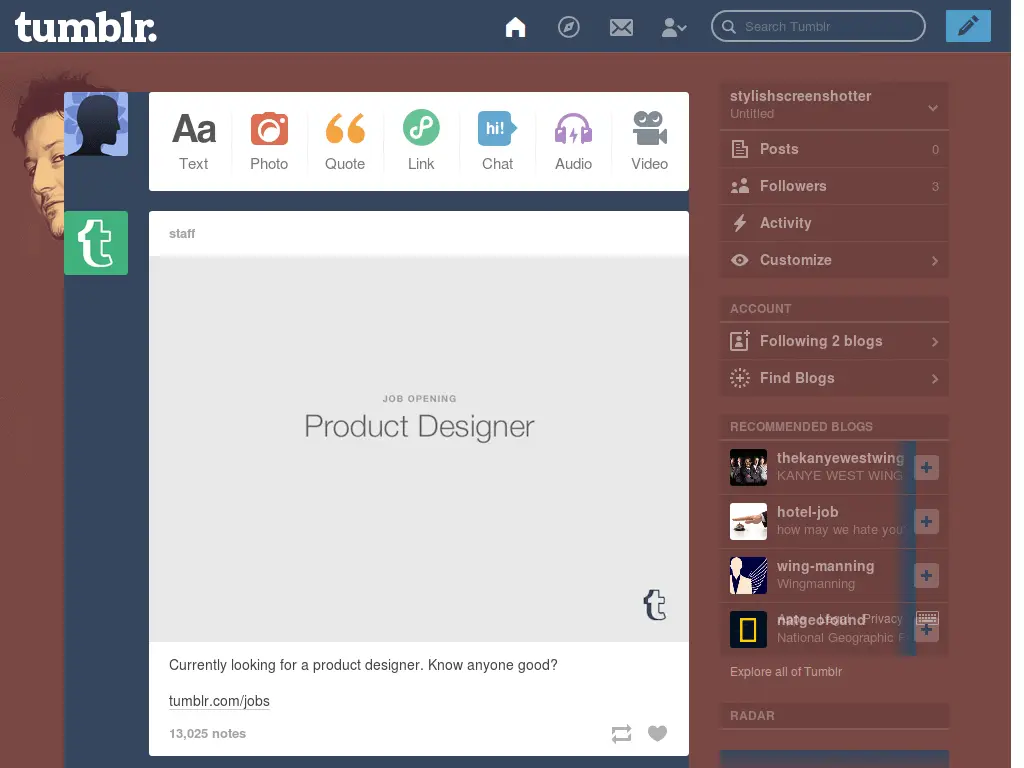 tumblr.
Search Tumblr
Aa
Text
Photo
Quote
Link
hi!
Chat
Audio
Video
staff
JOB OPENING
Product Designer
Currently looking for a product designer. Know anyone good?
tumblr.com/jobs
13,025 notes
stylishscreenshotter
Untitled
Posts 0
Followers 3
Activity
Customize
ACCOUNT
Following 2 blogs
Find Blogs
RECOMMENDED BLOGS
thekanyewestwing
KANYE WEST WING
hotel-job
how may we hate you
wing-manning
Wingmanning
natgeofound
Legal Privacy
National Geographic F
Explore all of Tumblr
RADAR